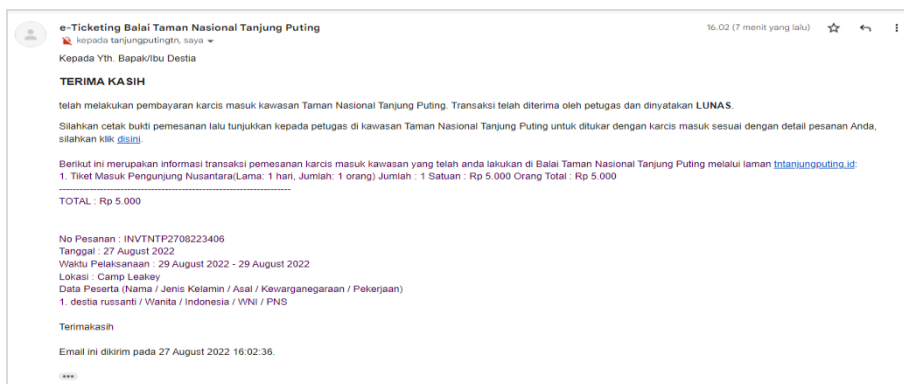 e-Ticketing Balai Taman Nasional Tanjung Puting
16.02 (7 menit yang lalu)
kepada tanjungputingtn, saya
Kepada Yth. Bapak/Ibu Destia
TERIMA KASIH
telah melakukan pembayaran karcis masuk kawasan Taman Nasional Tanjung Puting. Transaksi telah diterima oleh petugas dan dinyatakan LUNAS.
Silahkan cetak bukti pemesanan lalu tunjukkan kepada petugas di kawasan Taman Nasional Tanjung Puting untuk ditukar dengan karcis masuk sesuai dengan detail pesanan Anda,
silahkan klik disini.
Berikut ini merupakan informasi transaksi pemesanan karcis masuk kawasan yang telah anda lakukan di Balai Taman Nasional Tanjung Puting melalui laman tntanjungputing.id:
1. Tiket Masuk Pengunjung Nusantara(Lama: 1 hari, Jumlah: 1 orang) Jumlah : 1 Satuan : Rp 5.000 Orang Total : Rp 5.000
----------------------------------------------------------------------
TOTAL : Rp 5.000
No Pesanan : INVTNTP2708223406
Tanggal : 27 August 2022
Waktu Pelaksanaan : 29 August 2022 - 29 August 2022
Lokasi : Camp Leakey
Data Peserta (Nama / Jenis Kelamin / Asal / Kewarganegaraan / Pekerjaan)
1. destia russanti / Wanita / Indonesia / WNI / PNS
Terimakasih
Email ini dikirim pada 27 August 2022 16:02:36.